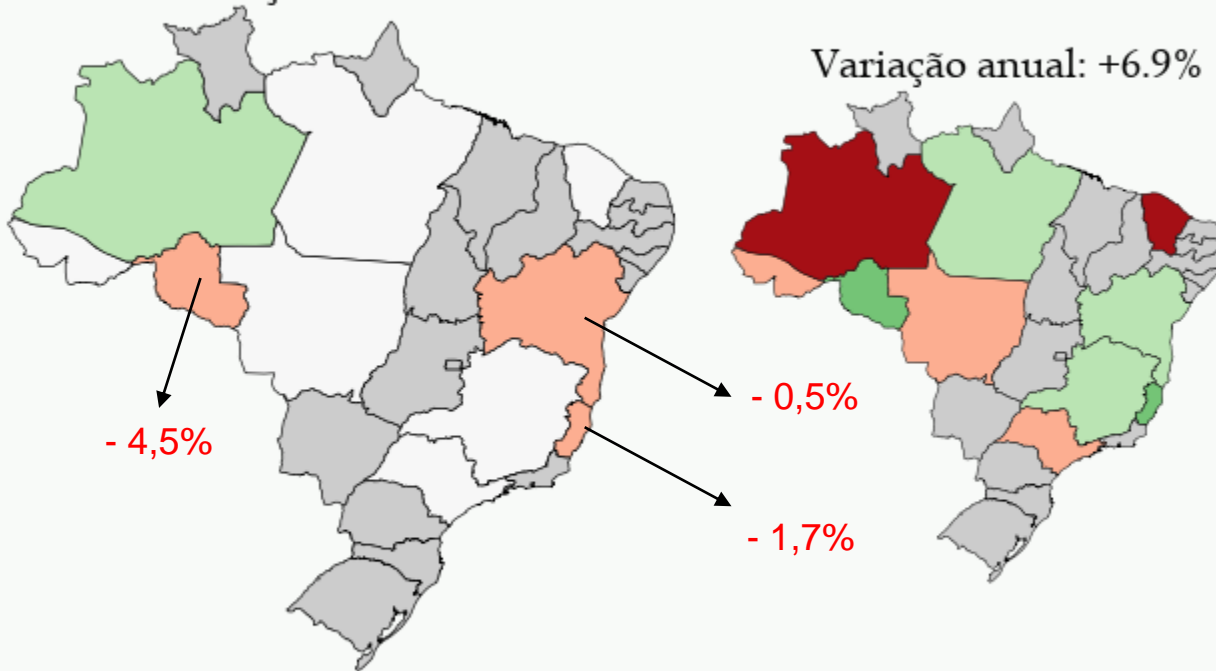 Variação anual: +6.9%
- 4,5%
- 0,5%
- 1,7%